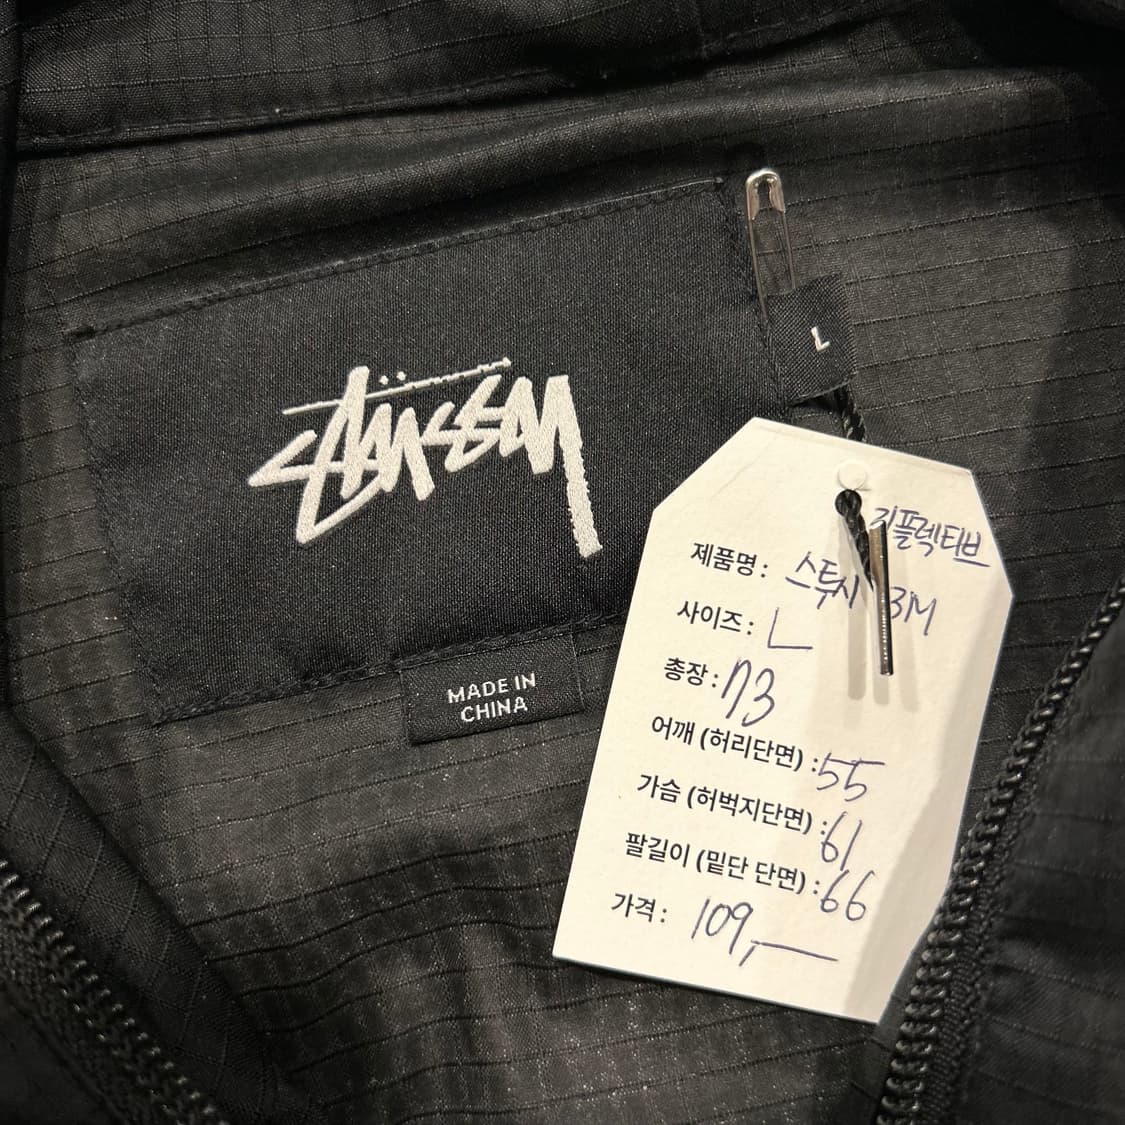 STÜSSY
L
MADE IN
CHINA
리플렉티브
제품명: 스투시 3M
사이즈: L
총장: 73
어깨 (허리단면): 55
가슴 (허벅지단면): 61
팔길이 (밑단 단면): 66
가격: 109,—